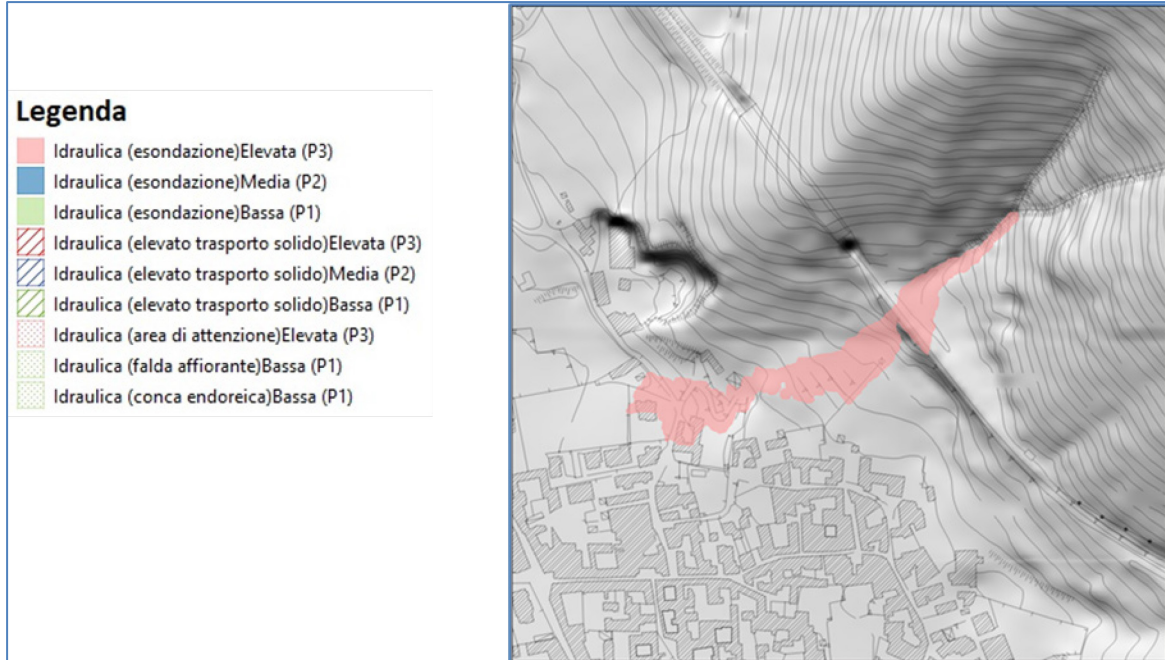 Legenda
Idraulica (esondazione)Elevata (P3)
Idraulica (esondazione)Media (P2)
Idraulica (esondazione)Bassa (P1)
Idraulica (elevato trasporto solido)Elevata (P3)
Idraulica (elevato trasporto solido)Media (P2)
Idraulica (elevato trasporto solido)Bassa (P1)
Idraulica (area di attenzione)Elevata (P3)
Idraulica (falda affiorante)Bassa (P1)
Idraulica (conca endoreica)Bassa (P1)